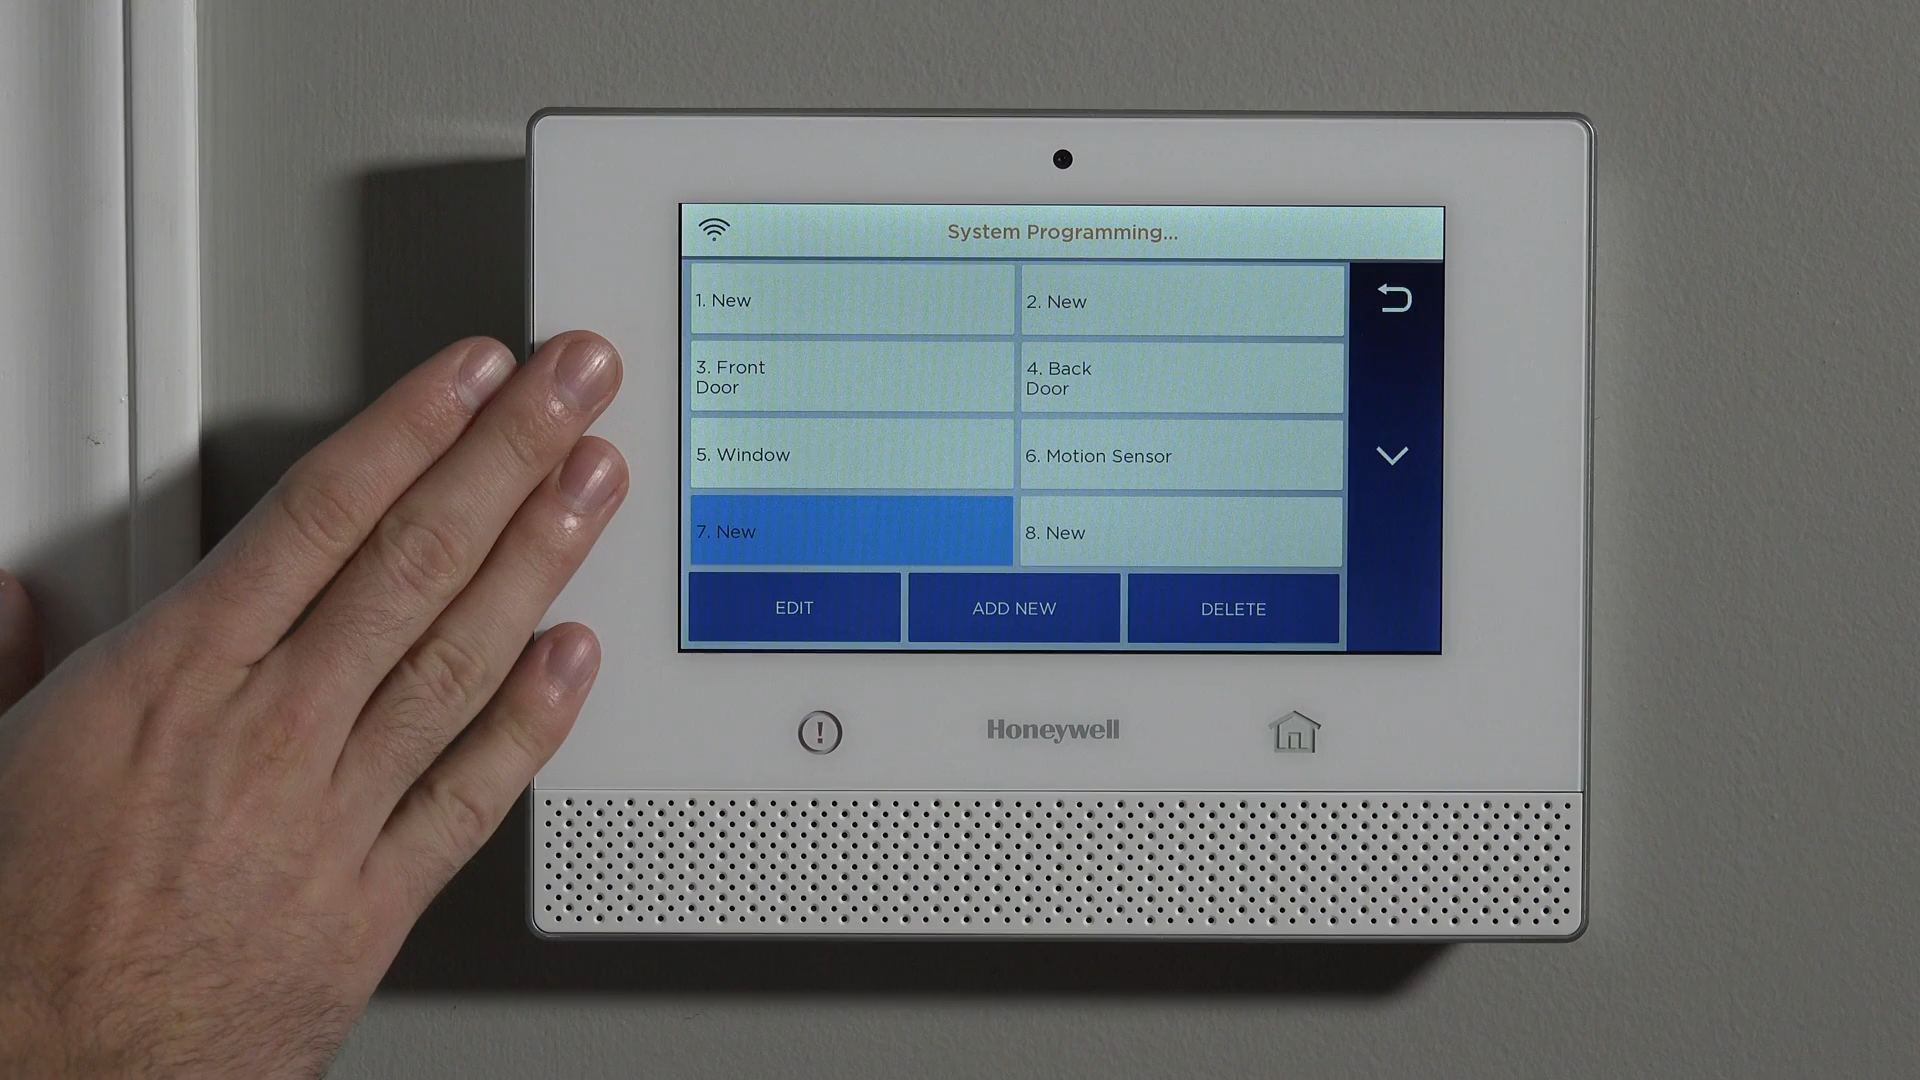 System Programming...
1. New
2. New
3. Front
Door
4. Back
Door
5. Window
6. Motion Sensor
7. New
8. New
EDIT
ADD NEW
DELETE
Honeywell